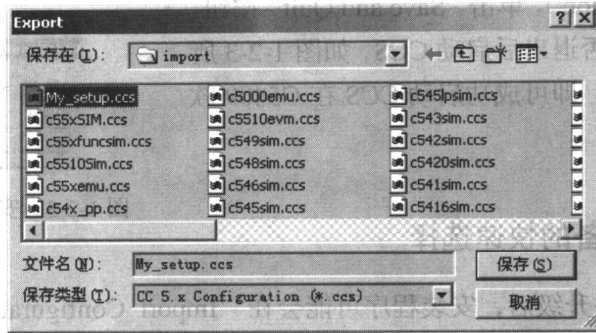 Export
保存在(I): import
My_setup.ccs c5000emu.ccs c545lpsim.ccs
c55xSIM.ccs c5510evm.ccs c543sim.ccs
c55xfuncsim.ccs c549sim.ccs c542sim.ccs
c5510Sim.ccs c548sim.ccs c5420sim.ccs
c55xemu.ccs c546sim.ccs c541sim.ccs
c54x_pp.ccs c545sim.ccs c5416sim.ccs
文件名(N): My_setup.ccs 保存(S)
保存类型(T): CC 5.x Configuration (*.ccs) 取消